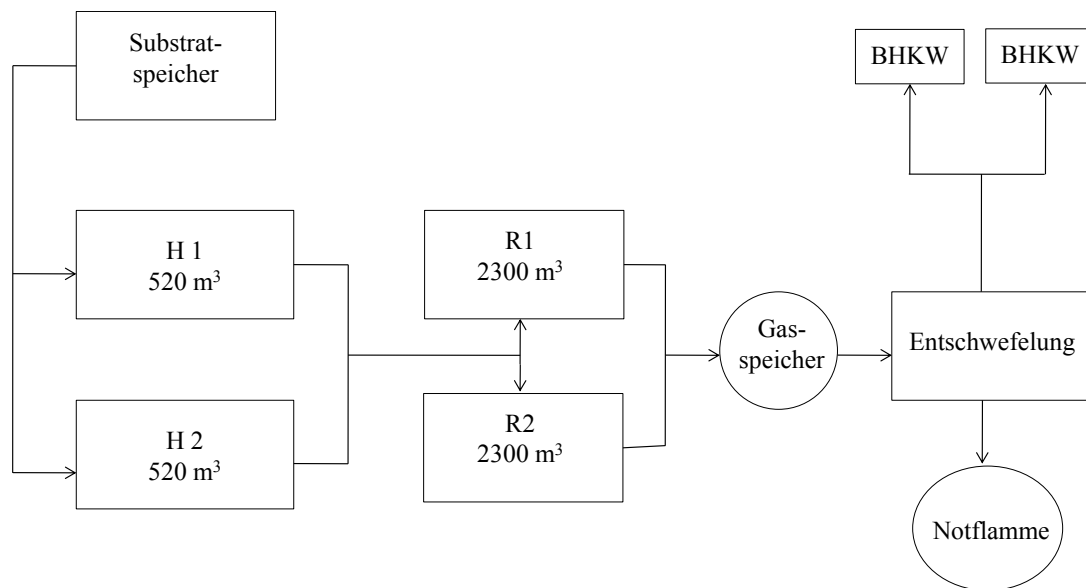 Substrat-
speicher
BHKW
BHKW
H 1
520 m³
R1
2300 m³
Gas-
speicher
Entschwefelung
H 2
520 m³
R2
2300 m³
Notflamme